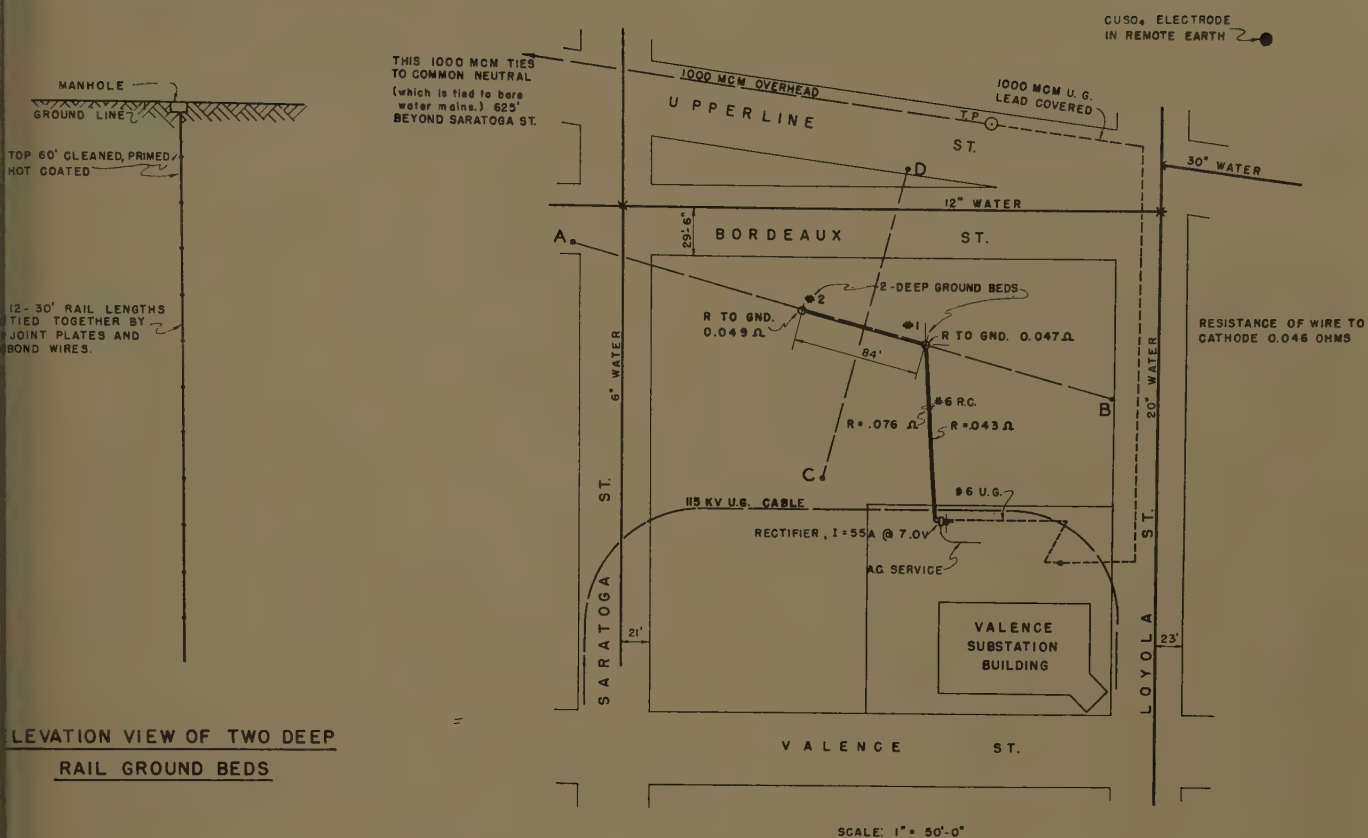 MANHOLE
GROUND LINE
TOP 60' CLEANED, PRIMED
HOT COATED
12-30' RAIL LENGTHS
TIED TOGETHER BY
JOINT PLATES AND
BOND WIRES.
LEVATION VIEW OF TWO DEEP
RAIL GROUND BEDS
THIS 1000 MCM TIES
TO COMMON NEUTRAL
(which is tied to bare
water mains.) 625'
BEYOND SARATOGA ST.
CUSO₄ ELECTRODE
IN REMOTE EARTH
1000 MCM OVERHEAD
1000 MCM U.G.
LEAD COVERED
T.P
UPPERLINE
ST.
30" WATER
D
12" WATER
29'-6"
BORDEAUX ST.
A
#2
2-DEEP GROUND BEDS
R TO GND.
0.049 Ω
#1
R TO GND. 0.047 Ω
84'
RESISTANCE OF WIRE TO
CATHODE 0.046 OHMS
6" WATER
20" WATER
B
#6 R.C.
R=.076 Ω
R=.043 Ω
C
115 KV U.G. CABLE
#6 U.G.
RECTIFIER, I=55A @ 7.0V
A.C. SERVICE
SARATOGA ST.
LOYOLA ST.
21'
23'
VALENCE
SUBSTATION
BUILDING
VALENCE ST.
SCALE: 1" = 50'-0"